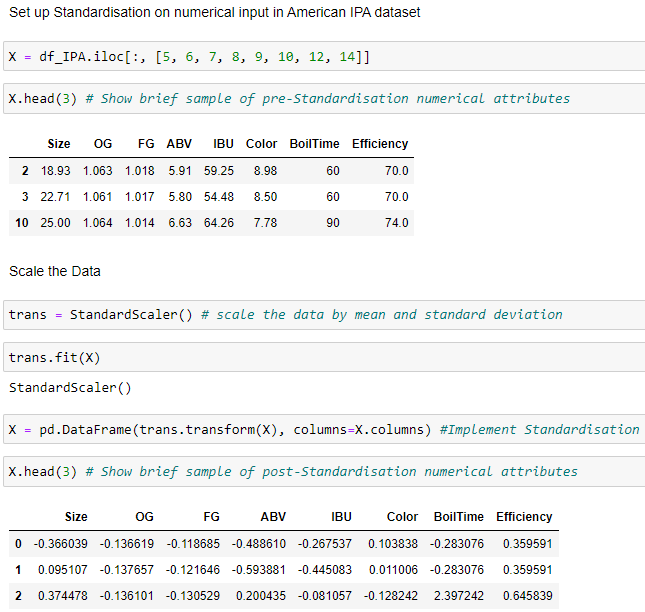 Set up Standardisation on numerical input in American IPA dataset
X = df_IPA.iloc[:, [5, 6, 7, 8, 9, 10, 12, 14]]
X.head(3) # Show brief sample of pre-Standardisation numerical attributes
Size OG FG ABV IBU Color BoilTime Efficiency
2 18.93 1.063 1.018 5.91 59.25 8.98 60 70.0
3 22.71 1.061 1.017 5.80 54.48 8.50 60 70.0
10 25.00 1.064 1.014 6.63 64.26 7.78 90 74.0
Scale the Data
trans = StandardScaler() # scale the data by mean and standard deviation
trans.fit(X)
StandardScaler()
X = pd.DataFrame(trans.transform(X), columns=X.columns) #Implement Standardisation
X.head(3) # Show brief sample of post-Standardisation numerical attributes
Size OG FG ABV IBU Color BoilTime Efficiency
0 -0.366039 -0.136619 -0.118685 -0.488610 -0.267537 0.103838 -0.283076 0.359591
1 0.095107 -0.137657 -0.121646 -0.593881 -0.445083 0.011006 -0.283076 0.359591
2 0.374478 -0.136101 -0.130529 0.200435 -0.081057 -0.128242 2.397242 0.645839